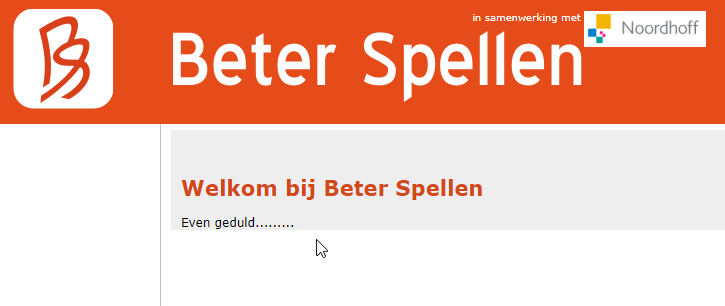 in samenwerking met
Noordhoff
Beter Spellen
Welkom bij Beter Spellen
Even geduld.........